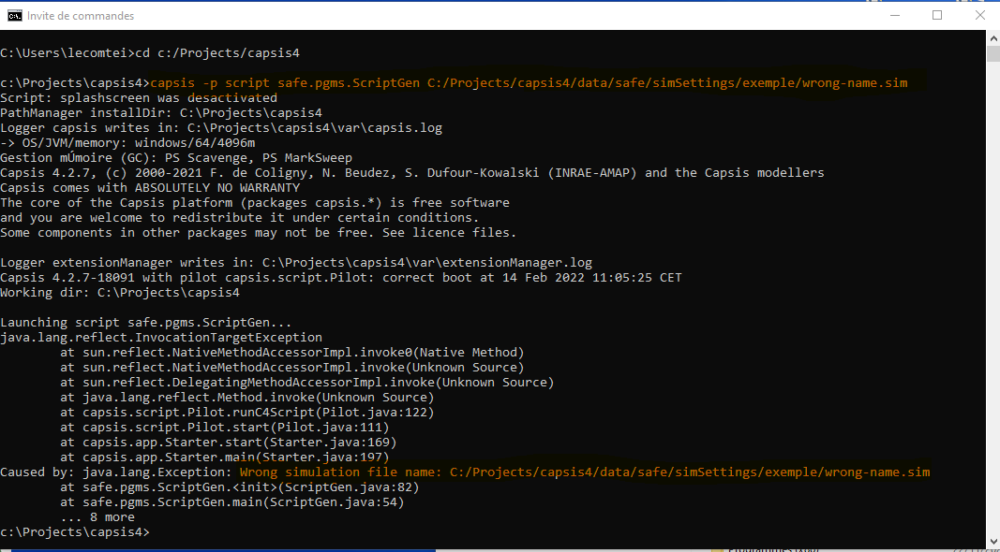 Invite de commandes
C:\Users\lecomtei>cd c:/Projects/capsis4
c:\Projects\capsis4>capsis -p script safe.pgms.ScriptGen C:/Projects/capsis4/data/safe/simSettings/exemple/wrong-name.sim
Script: splashscreen was desactivated
PathManager installDir: C:\Projects\capsis4
Logger capsis writes in: C:\Projects\capsis4\var\capsis.log
-> OS/JVM/memory: windows/64/4096m
Gestion mÚmoire (GC): PS Scavenge, PS MarkSweep
Capsis 4.2.7, (c) 2000-2021 F. de Coligny, N. Beudez, S. Dufour-Kowalski (INRAE-AMAP) and the Capsis modellers
Capsis comes with ABSOLUTELY NO WARRANTY
The core of the Capsis platform (packages capsis.*) is free software
and you are welcome to redistribute it under certain conditions.
Some components in other packages may not be free. See licence files.
Logger extensionManager writes in: C:\Projects\capsis4\var\extensionManager.log
Capsis 4.2.7-18091 with pilot capsis.script.Pilot: correct boot at 14 Feb 2022 11:05:25 CET
Working dir: C:\Projects\capsis4
Launching script safe.pgms.ScriptGen...
java.lang.reflect.InvocationTargetException
at sun.reflect.NativeMethodAccessorImpl.invoke0(Native Method)
at sun.reflect.NativeMethodAccessorImpl.invoke(Unknown Source)
at sun.reflect.DelegatingMethodAccessorImpl.invoke(Unknown Source)
at java.lang.reflect.Method.invoke(Unknown Source)
at capsis.script.Pilot.runC4Script(Pilot.java:122)
at capsis.script.Pilot.start(Pilot.java:111)
at capsis.app.Starter.start(Starter.java:169)
at capsis.app.Starter.main(Starter.java:197)
Caused by: java.lang.Exception: Wrong simulation file name: C:/Projects/capsis4/data/safe/simSettings/exemple/wrong-name.sim
at safe.pgms.ScriptGen.<init>(ScriptGen.java:82)
at safe.pgms.ScriptGen.main(ScriptGen.java:54)
... 8 more
c:\Projects\capsis4>